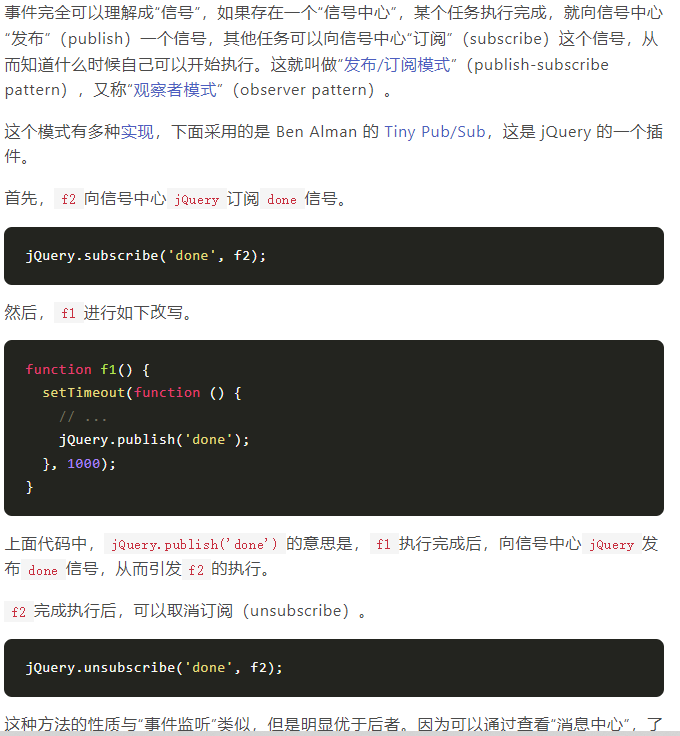 事件完全可以理解成“信号”，如果存在一个“信号中心”，某个任务执行完成，就向信号中心
“发布”（publish）一个信号，其他任务可以向信号中心“订阅”（subscribe）这个信号，从
而知道什么时候自己可以开始执行。这就叫做“发布/订阅模式”（publish-subscribe
pattern），又称“观察者模式”（observer pattern）。
这个模式有多种实现，下面采用的是 Ben Alman 的 Tiny Pub/Sub，这是 jQuery 的一个插
件。
首先，f2 向信号中心 jQuery 订阅 done 信号。
jQuery.subscribe('done', f2);
然后，f1 进行如下改写。
function f1() {
  setTimeout(function () {
    // ...
    jQuery.publish('done');
  }, 1000);
}
上面代码中，jQuery.publish('done') 的意思是，f1 执行完成后，向信号中心 jQuery 发
布 done 信号，从而引发 f2 的执行。
f2 完成执行后，可以取消订阅（unsubscribe）。
jQuery.unsubscribe('done', f2);
这种方法的性质与“事件监听”类似，但是明显优于后者。因为可以通过查看“消息中心”，了